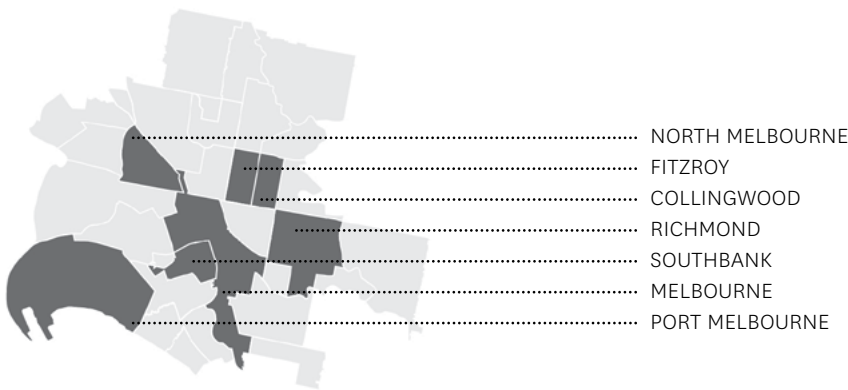 NORTH MELBOURNE
FITZROY
COLLINGWOOD
RICHMOND
SOUTHBANK
MELBOURNE
PORT MELBOURNE